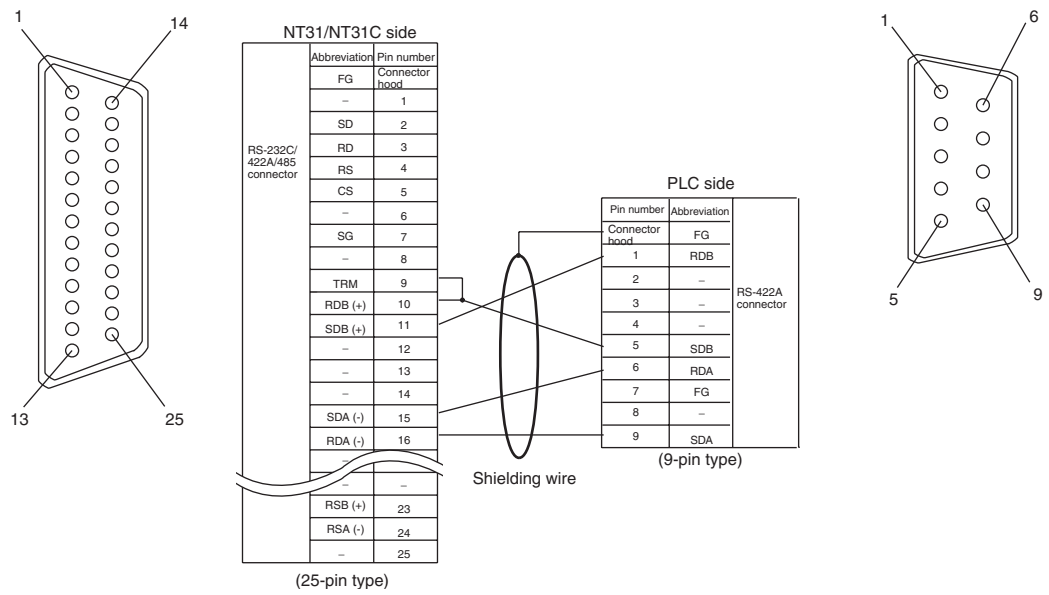 1
14
13
25
NT31/NT31C side
RS-232C/
422A/485
connector
Abbreviation Pin number
FG Connector
hood
– 1
SD 2
RD 3
RS 4
CS 5
– 6
SG 7
– 8
TRM 9
RDB (+) 10
SDB (+) 11
– 12
– 13
– 14
SDA (-) 15
RDA (-) 16
–
– –
RSB (+) 23
RSA (-) 24
– 25
(25-pin type)
Shielding wire
PLC side
Pin number Abbreviation
Connector
hood FG
1 RDB
2 –
3 –
4 –
5 SDB
6 RDA
7 FG
8 –
9 SDA
RS-422A
connector
(9-pin type)
1
6
5
9